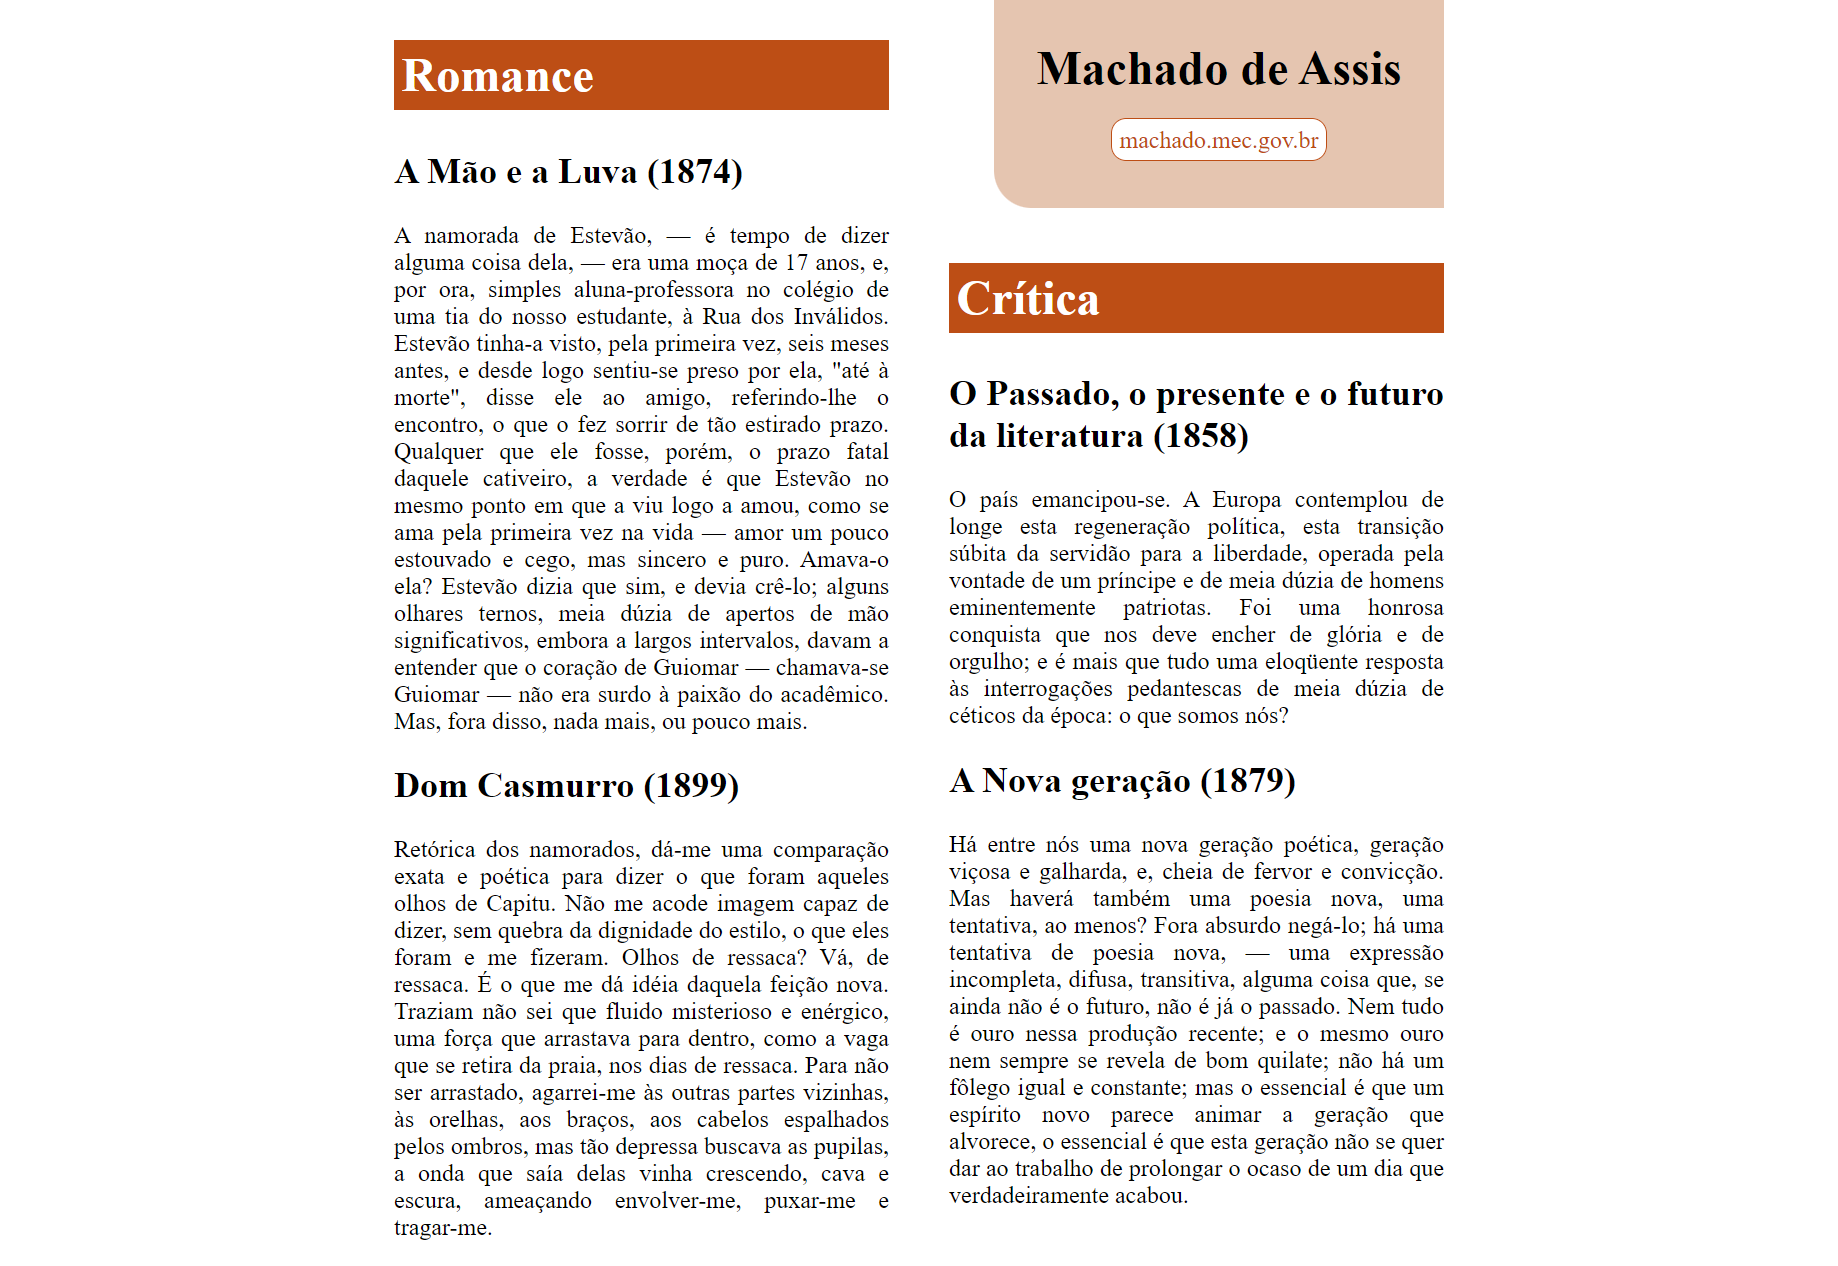 Romance
A Mão e a Luva (1874)
A namorada de Estevão, — é tempo de dizer
alguma coisa dela, — era uma moça de 17 anos, e,
por ora, simples aluna-professora no colégio de
uma tia do nosso estudante, à Rua dos Inválidos.
Estevão tinha-a visto, pela primeira vez, seis meses
antes, e desde logo sentiu-se preso por ela, "até à
morte", disse ele ao amigo, referindo-lhe o
encontro, o que o fez sorrir de tão estirado prazo.
Qualquer que ele fosse, porém, o prazo fatal
daquele cativeiro, a verdade é que Estevão no
mesmo ponto em que a viu logo a amou, como se
ama pela primeira vez na vida — amor um pouco
estouvado e cego, mas sincero e puro. Amava-o
ela? Estevão dizia que sim, e devia crê-lo; alguns
olhares ternos, meia dúzia de apertos de mão
significativos, embora a largos intervalos, davam a
entender que o coração de Guiomar — chamava-se
Guiomar — não era surdo à paixão do acadêmico.
Mas, fora disso, nada mais, ou pouco mais.
Dom Casmurro (1899)
Retórica dos namorados, dá-me uma comparação
exata e poética para dizer o que foram aqueles
olhos de Capitu. Não me acode imagem capaz de
dizer, sem quebra da dignidade do estilo, o que eles
foram e me fizeram. Olhos de ressaca? Vá, de
ressaca. É o que me dá idéia daquela feição nova.
Traziam não sei que fluido misterioso e enérgico,
uma força que arrastava para dentro, como a vaga
que se retira da praia, nos dias de ressaca. Para não
ser arrastado, agarrei-me às outras partes vizinhas,
às orelhas, aos braços, aos cabelos espalhados
pelos ombros, mas tão depressa buscava as pupilas,
a onda que saía delas vinha crescendo, cava e
escura, ameaçando envolver-me, puxar-me e
tragar-me.
Machado de Assis
machado.mec.gov.br
Crítica
O Passado, o presente e o futuro
da literatura (1858)
O país emancipou-se. A Europa contemplou de
longe esta regeneração política, esta transição
súbita da servidão para a liberdade, operada pela
vontade de um príncipe e de meia dúzia de homens
eminentemente patriotas. Foi uma honrosa
conquista que nos deve encher de glória e de
orgulho; e é mais que tudo uma eloqüente resposta
às interrogações pedantescas de meia dúzia de
céticos da época: o que somos nós?
A Nova geração (1879)
Há entre nós uma nova geração poética, geração
viçosa e galharda, e, cheia de fervor e convicção.
Mas haverá também uma poesia nova, uma
tentativa, ao menos? Fora absurdo negá-lo; há uma
tentativa de poesia nova, — uma expressão
incompleta, difusa, transitiva, alguma coisa que, se
ainda não é o futuro, não é já o passado. Nem tudo
é ouro nessa produção recente; e o mesmo ouro
nem sempre se revela de bom quilate; não há um
fôlego igual e constante; mas o essencial é que um
espírito novo parece animar a geração que
alvorece, o essencial é que esta geração não se quer
dar ao trabalho de prolongar o ocaso de um dia que
verdadeiramente acabou.